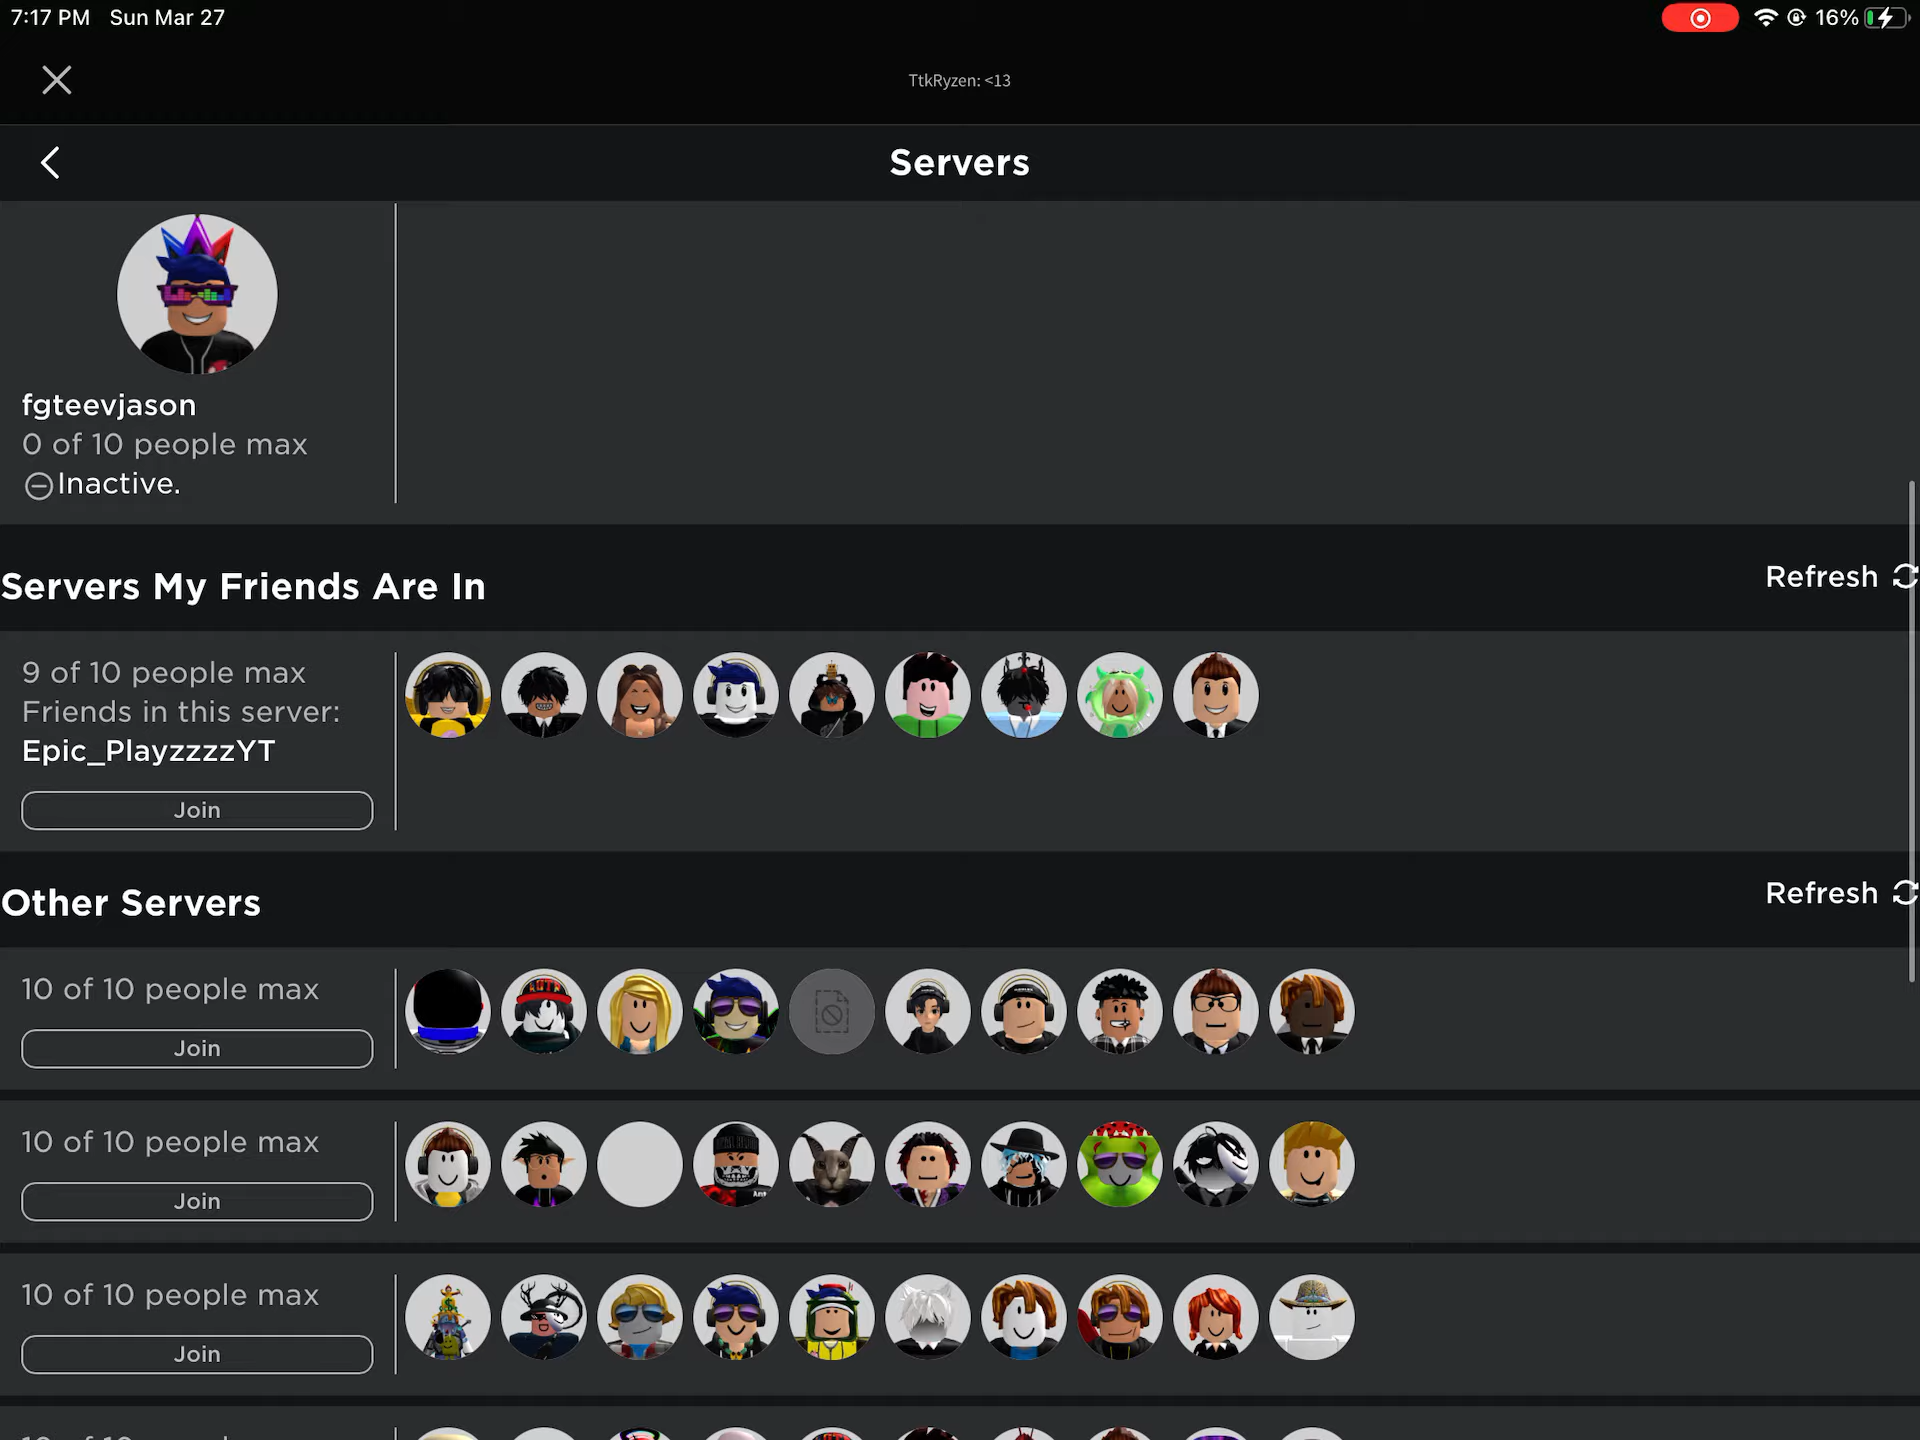 7:17 PM Sun Mar 27
16%
TtkRyzen: <13
Servers
fgteevjason
0 of 10 people max
Inactive.
Servers My Friends Are In
Refresh
9 of 10 people max
Friends in this server:
Epic_PlayzzzzYT
Join
Other Servers
Refresh
10 of 10 people max
Join
10 of 10 people max
Join
10 of 10 people max
Join